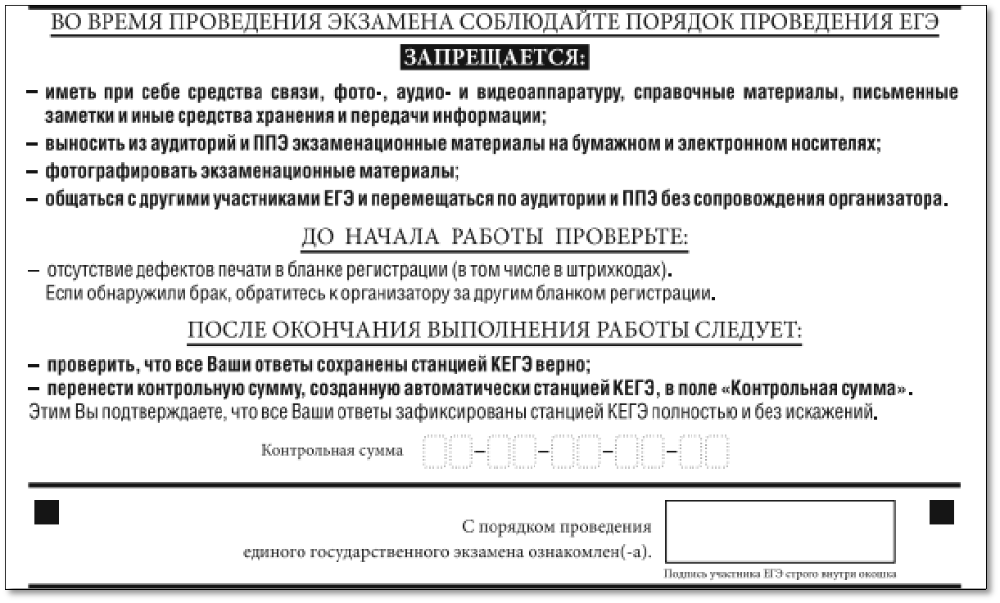 ВО ВРЕМЯ ПРОВЕДЕНИЯ ЭКЗАМЕНА СОБЛЮДАЙТЕ ПОРЯДОК ПРОВЕДЕНИЯ ЕГЭ
ЗАПРЕЩАЕТСЯ:
– иметь при себе средства связи, фото-, аудио- и видеоаппаратуру, справочные материалы, письменные
заметки и иные средства хранения и передачи информации;
– выносить из аудиторий и ППЭ экзаменационные материалы на бумажном и электронном носителях;
– фотографировать экзаменационные материалы;
– общаться с другими участниками ЕГЭ и перемещаться по аудитории и ППЭ без сопровождения организатора.
ДО НАЧАЛА РАБОТЫ ПРОВЕРЬТЕ:
– отсутствие дефектов печати в бланке регистрации (в том числе в штрихкодах).
Если обнаружили брак, обратитесь к организатору за другим бланком регистрации.
ПОСЛЕ ОКОНЧАНИЯ ВЫПОЛНЕНИЯ РАБОТЫ СЛЕДУЕТ:
– проверить, что все Ваши ответы сохранены станцией КЕГЭ верно;
– перенести контрольную сумму, созданную автоматически станцией КЕГЭ, в поле «Контрольная сумма».
Этим Вы подтверждаете, что все Ваши ответы зафиксированы станцией КЕГЭ полностью и без искажений.
Контрольная сумма – – – –
С порядком проведения
единого государственного экзамена ознакомлен(-а).
Подпись участника ЕГЭ строго внутри окошка